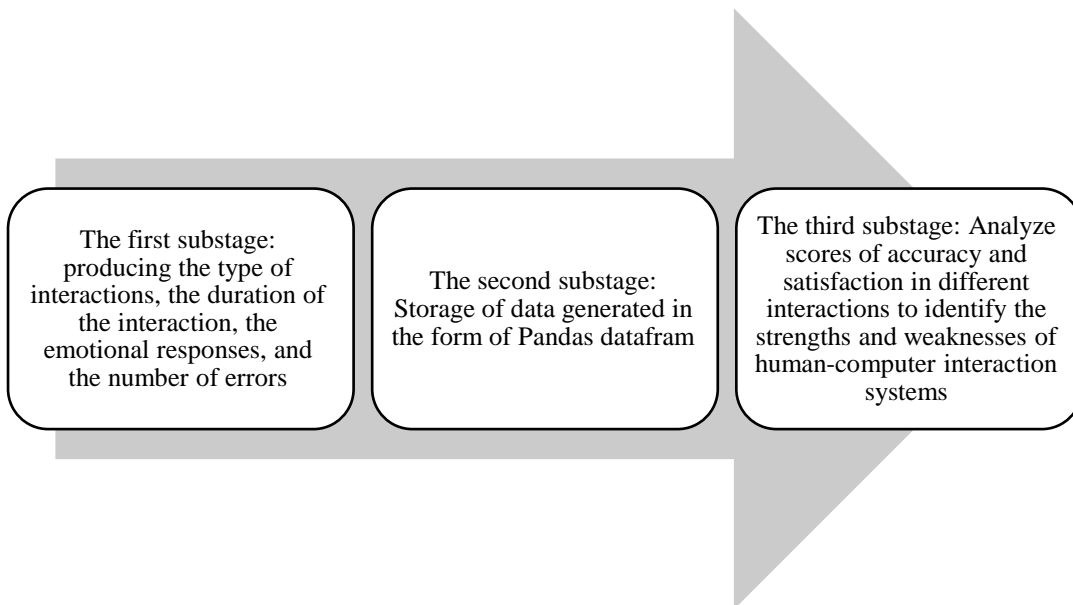 The first substage:
producing the type of
interactions, the duration of
the interaction, the
emotional responses, and
the number of errors
The second substage:
Storage of data generated in
the form of Pandas datafram
The third substage: Analyze
scores of accuracy and
satisfaction in different
interactions to identify the
strengths and weaknesses of
human-computer interaction
systems